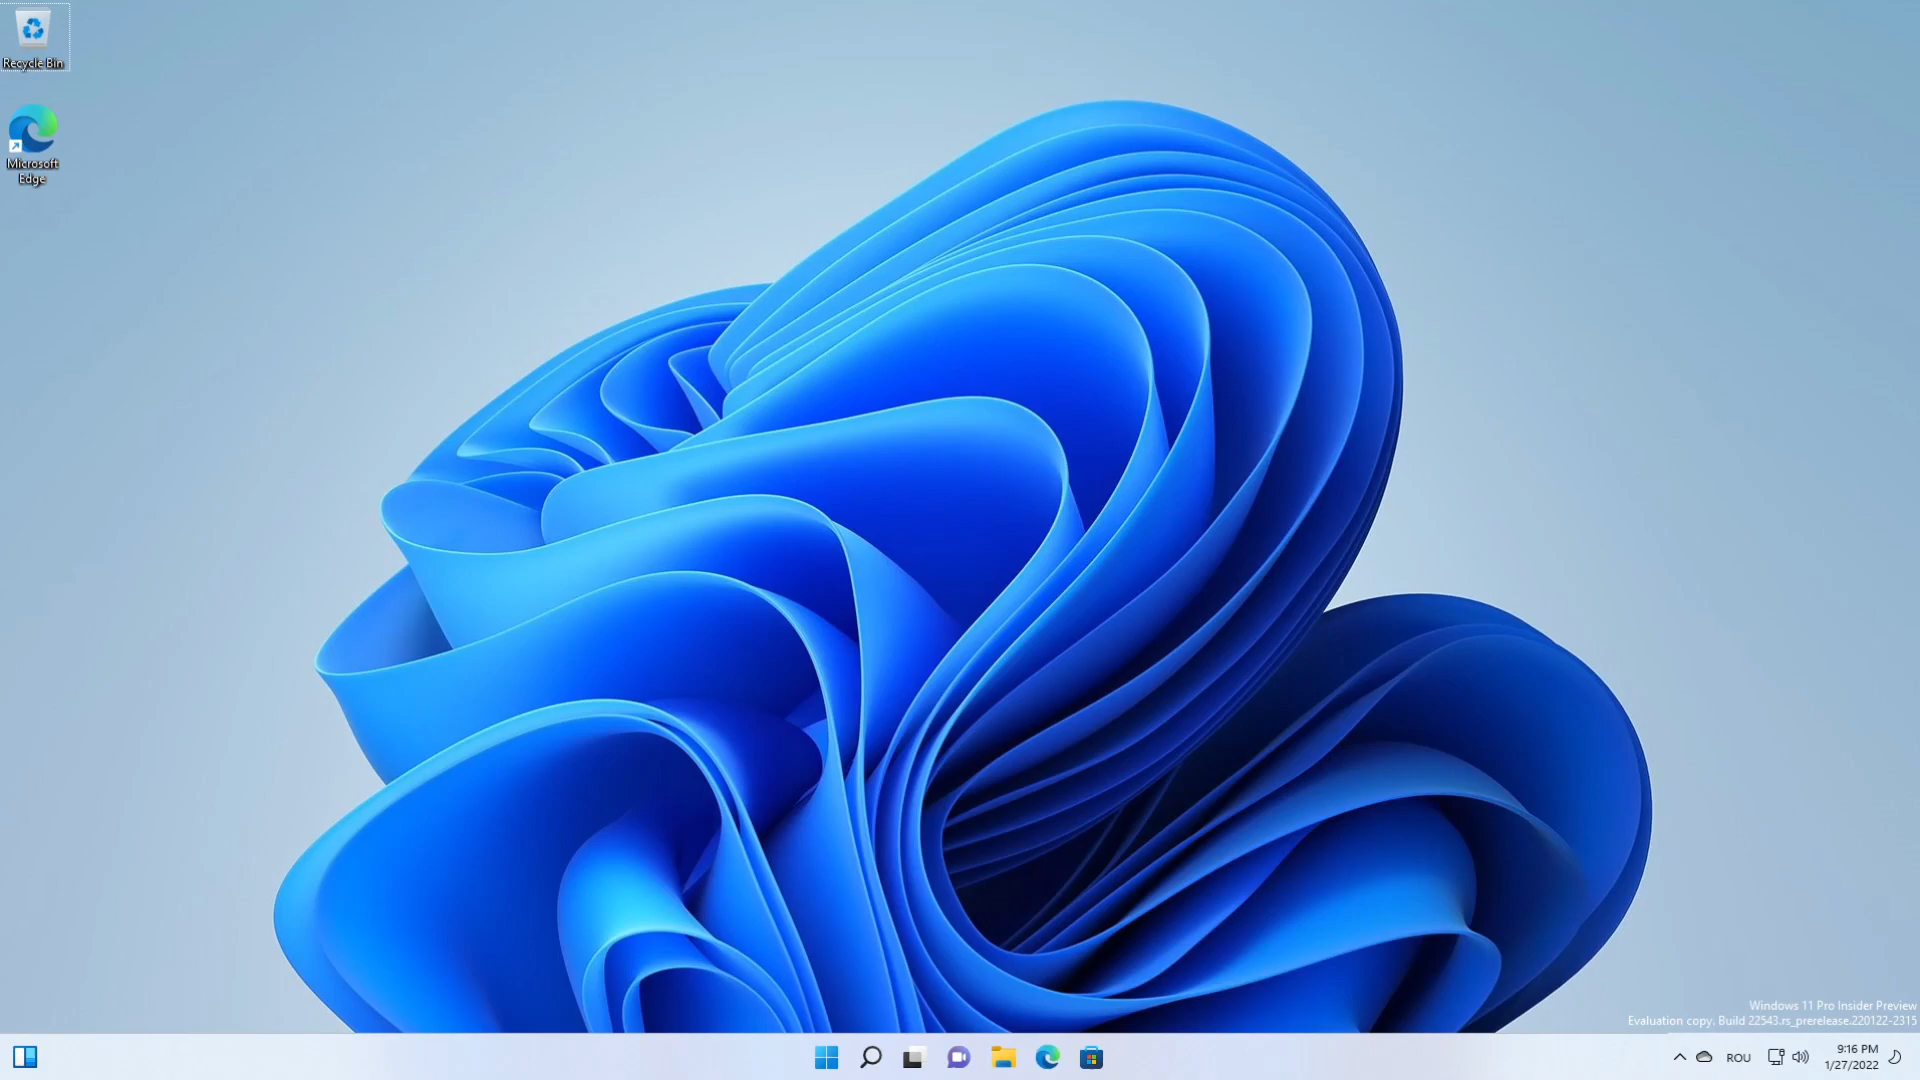 Recycle Bin
Microsoft
Edge
Windows 11 Pro Insider Preview
Evaluation copy. Build 22543.rs_prerelease.220122-2315
ROU
9:16 PM
1/27/2022